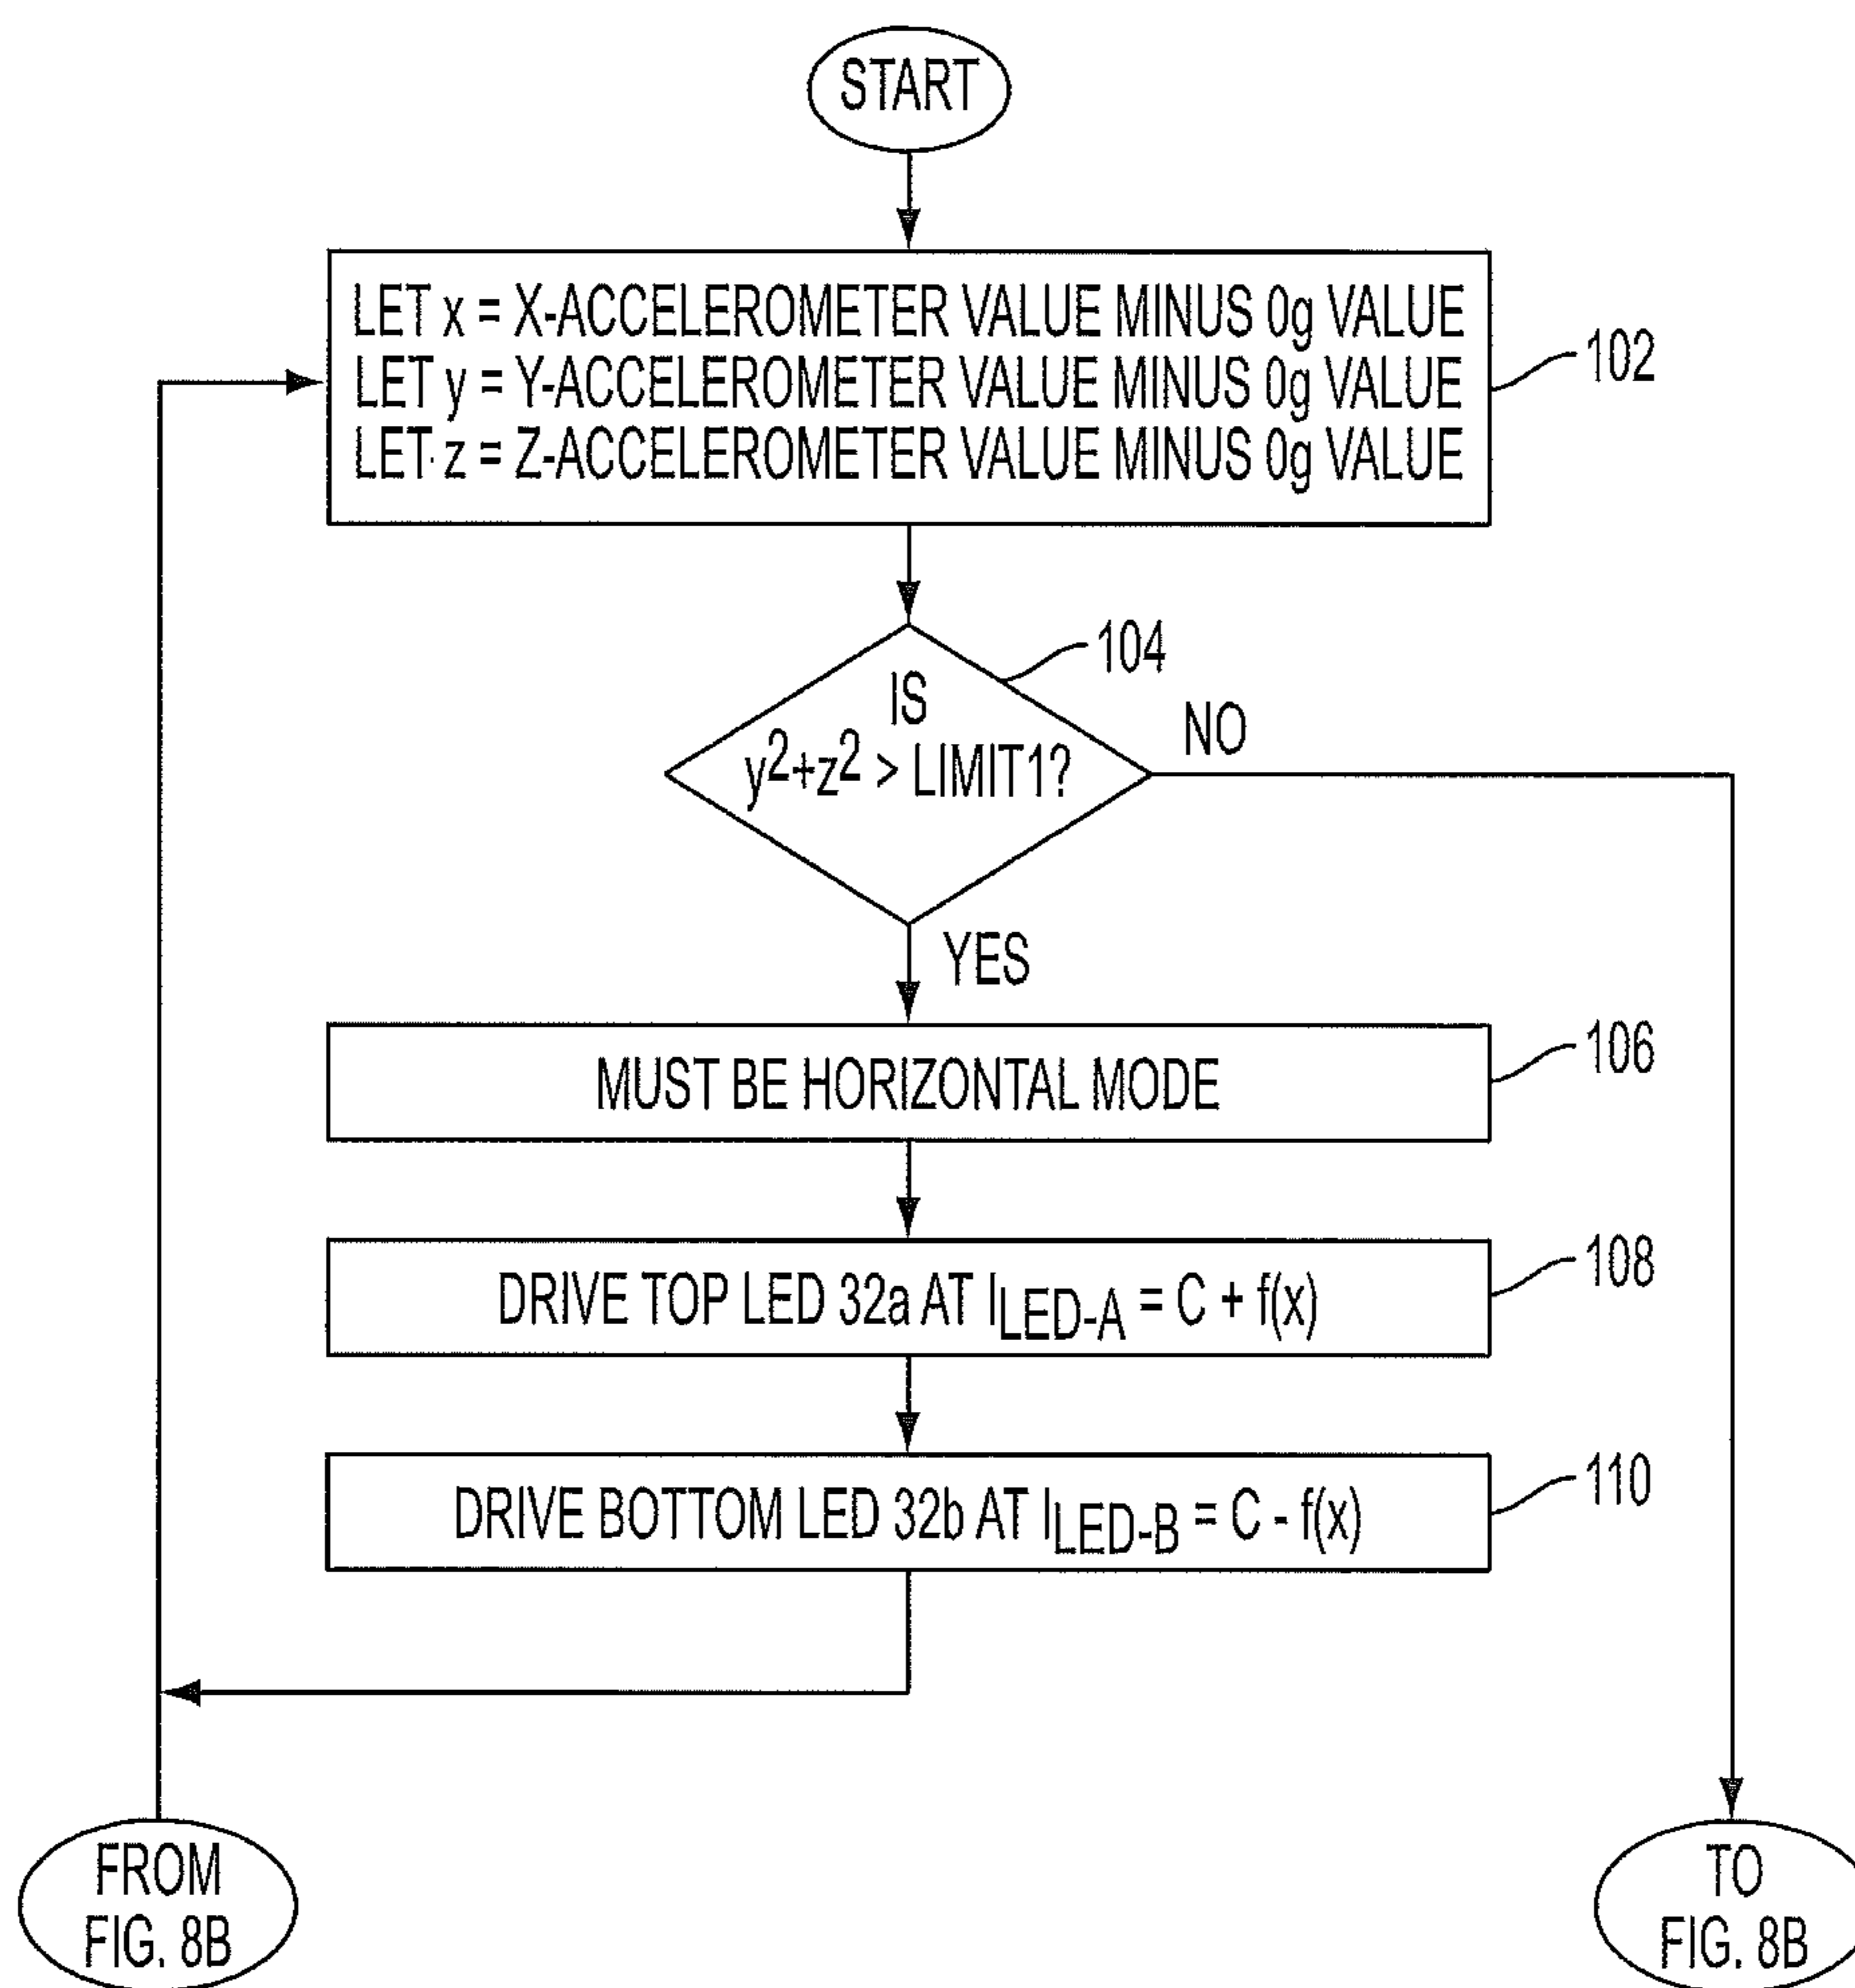 START
LET x = X-ACCELEROMETER VALUE MINUS 0g VALUE
LET y = Y-ACCELEROMETER VALUE MINUS 0g VALUE
LET z = Z-ACCELEROMETER VALUE MINUS 0g VALUE
102
104
IS
y²+z² > LIMIT1?
NO
YES
MUST BE HORIZONTAL MODE
106
DRIVE TOP LED 32a AT I_LED-A = C + f(x)
108
DRIVE BOTTOM LED 32b AT I_LED-B = C - f(x)
110
FROM
FIG. 8B
TO
FIG. 8B